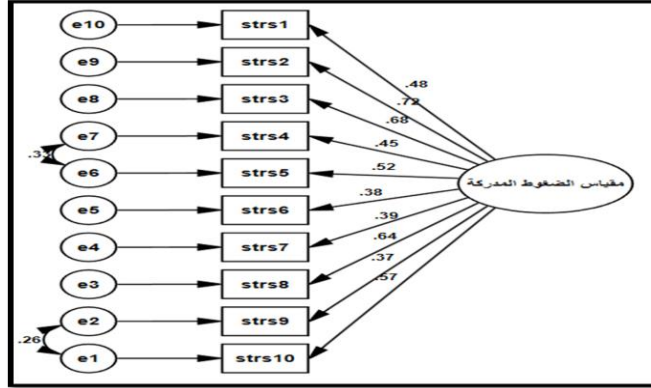 e10 strs1
.48
e9 strs2
.72
e8 strs3
.68
e7 strs4
.45
e6 strs5
.52
مقياس الضغوط المدركة
e5 strs6
.38
e4 strs7
.39
e3 strs8
.64
.37
e2 strs9
.57
.26
e1 strs10